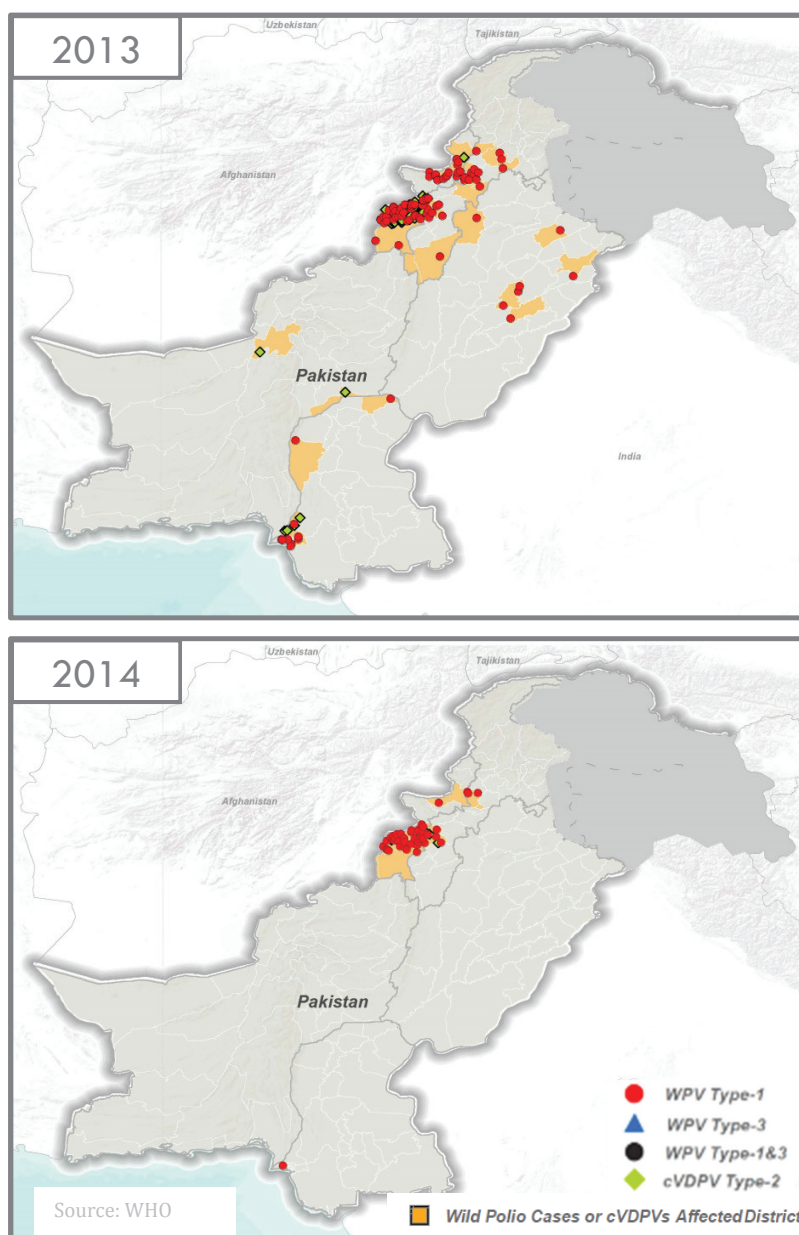 Uzbekistan
Tajikistan
2013
Afghanistan
Pakistan
India
Uzbekistan
Tajikistan
2014
Afghanistan
Pakistan
WPV Type-1
WPV Type-3
WPV Type-1&3
cVDPV Type-2
Source: WHO
Wild Polio Cases or cVDPVs Affected District